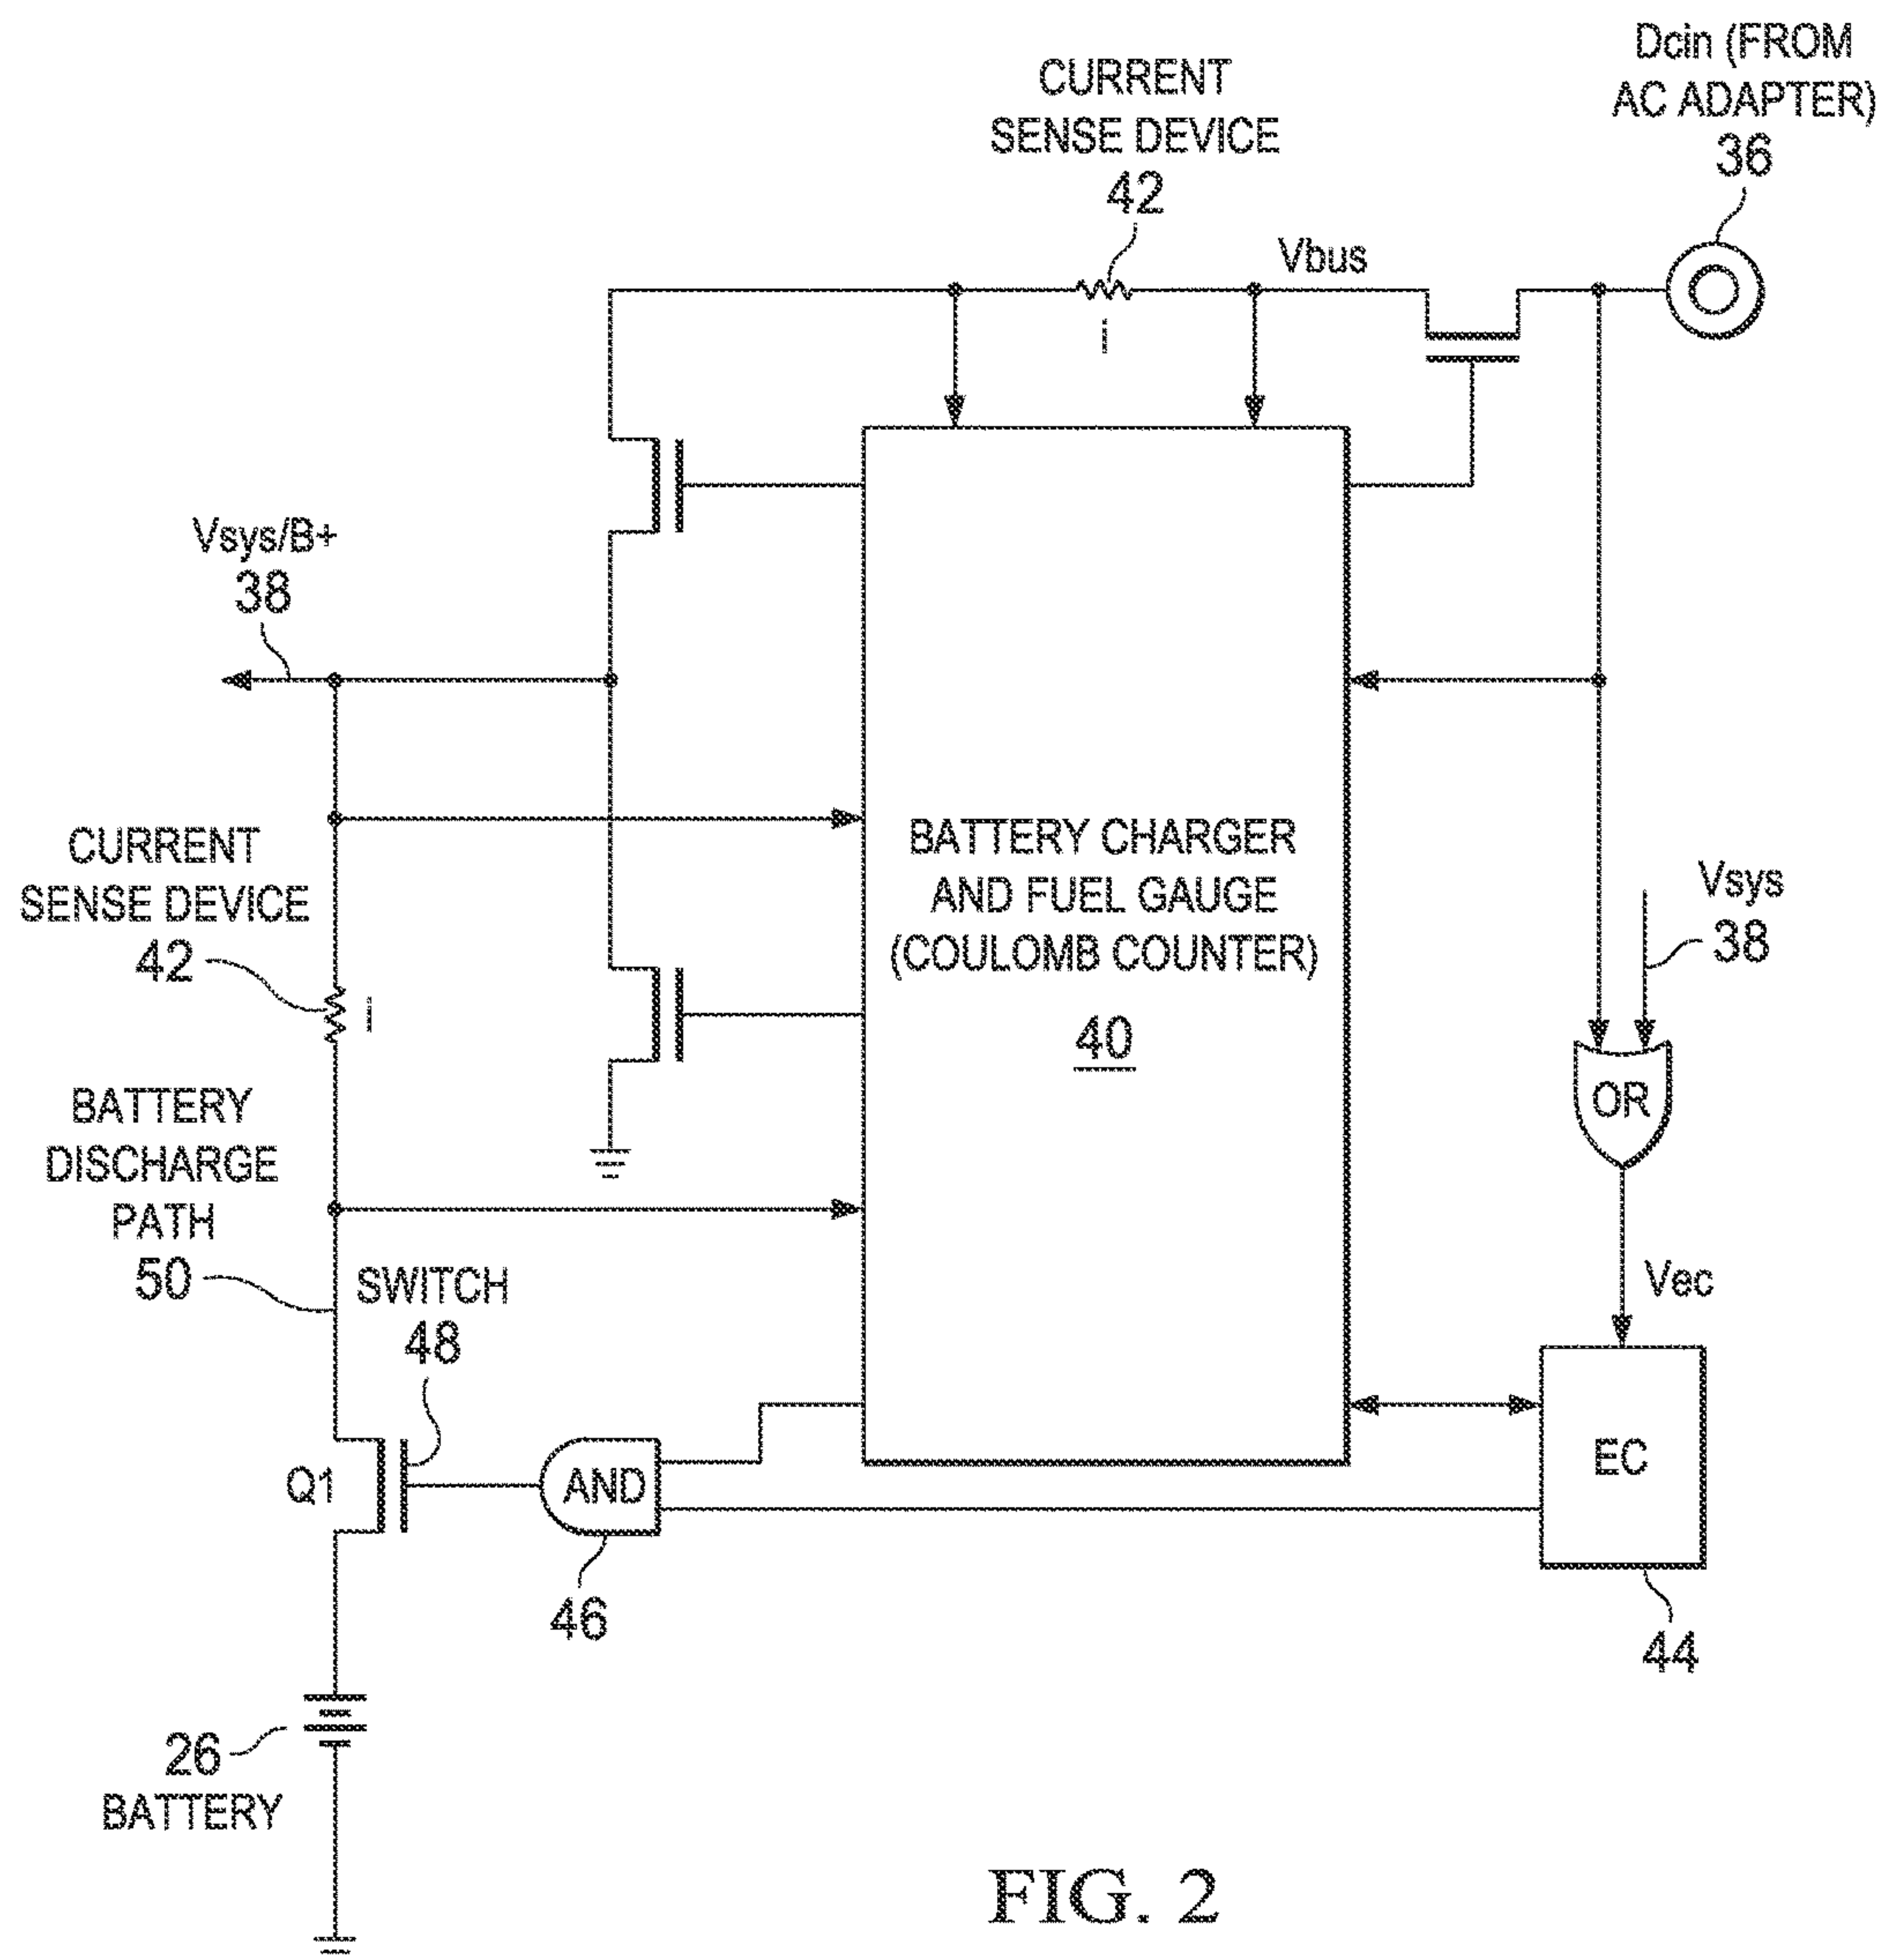 Dcin (FROM
AC ADAPTER)
36
CURRENT
SENSE DEVICE
42
Vbus
i
Vsys/B+
38
CURRENT
SENSE DEVICE
42
i
BATTERY CHARGER
AND FUEL GAUGE
(COULOMB COUNTER)
40
Vsys
38
OR
BATTERY
DISCHARGE
PATH
50
SWITCH
48
Vec
Q1
AND
46
EC
44
26
BATTERY
FIG. 2